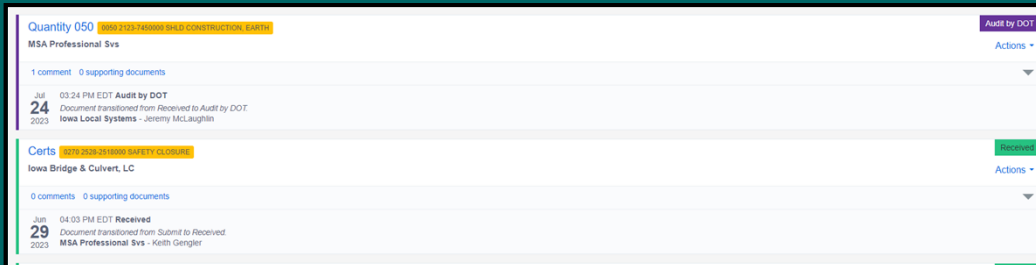 Quantity 050 0050 2123-7450000 SHLD CONSTRUCTION, EARTH Audit by DOT
MSA Professional Svs Actions
1 comment 0 supporting documents
Jul 03:24 PM EDT Audit by DOT
24 Document transitioned from Received to Audit by DOT.
2023 Iowa Local Systems - Jeremy McLaughlin
Certs 0270 2528-2518000 SAFETY CLOSURE Received
Iowa Bridge & Culvert, LC Actions
0 comments 0 supporting documents
Jun 04:03 PM EDT Received
29 Document transitioned from Submit to Received.
2023 MSA Professional Svs - Keith Gengler